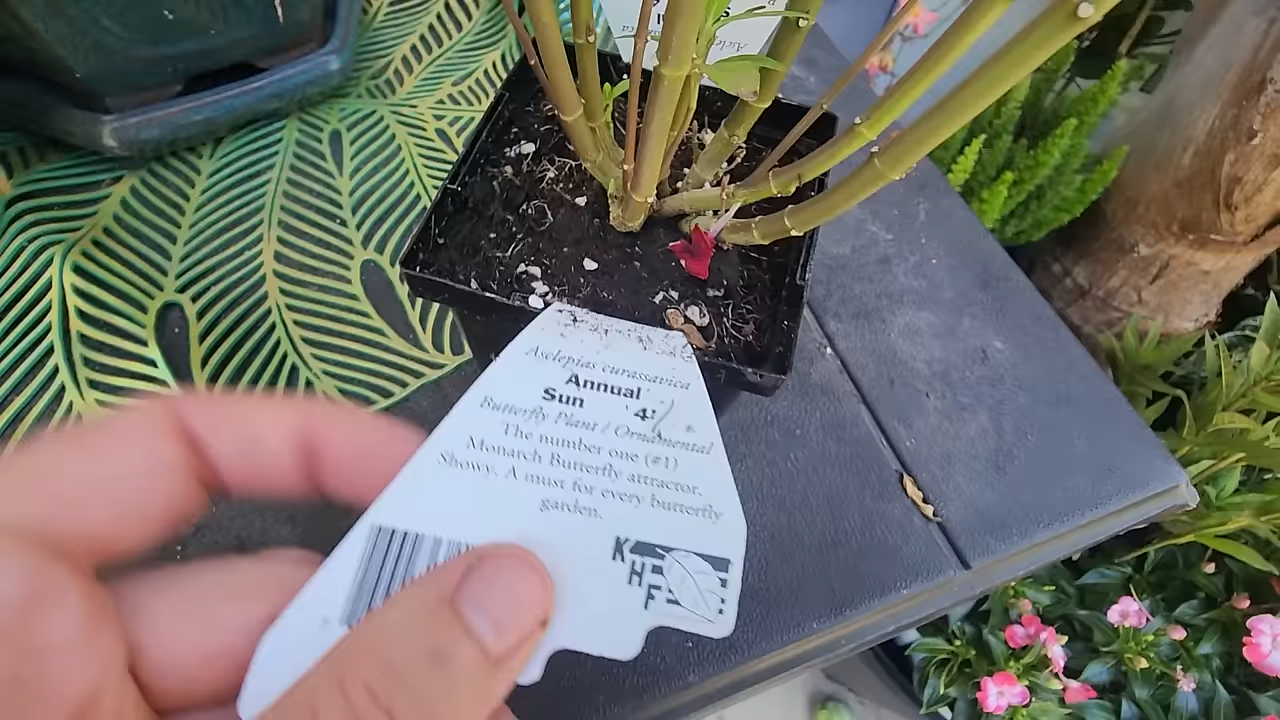 Asclepias curassavica
Annual
Sun 4'
Butterfly Plant / Ornamental
The number one (#1)
Monarch Butterfly attractor.
Showy. A must for every butterfly
garden.
KHF